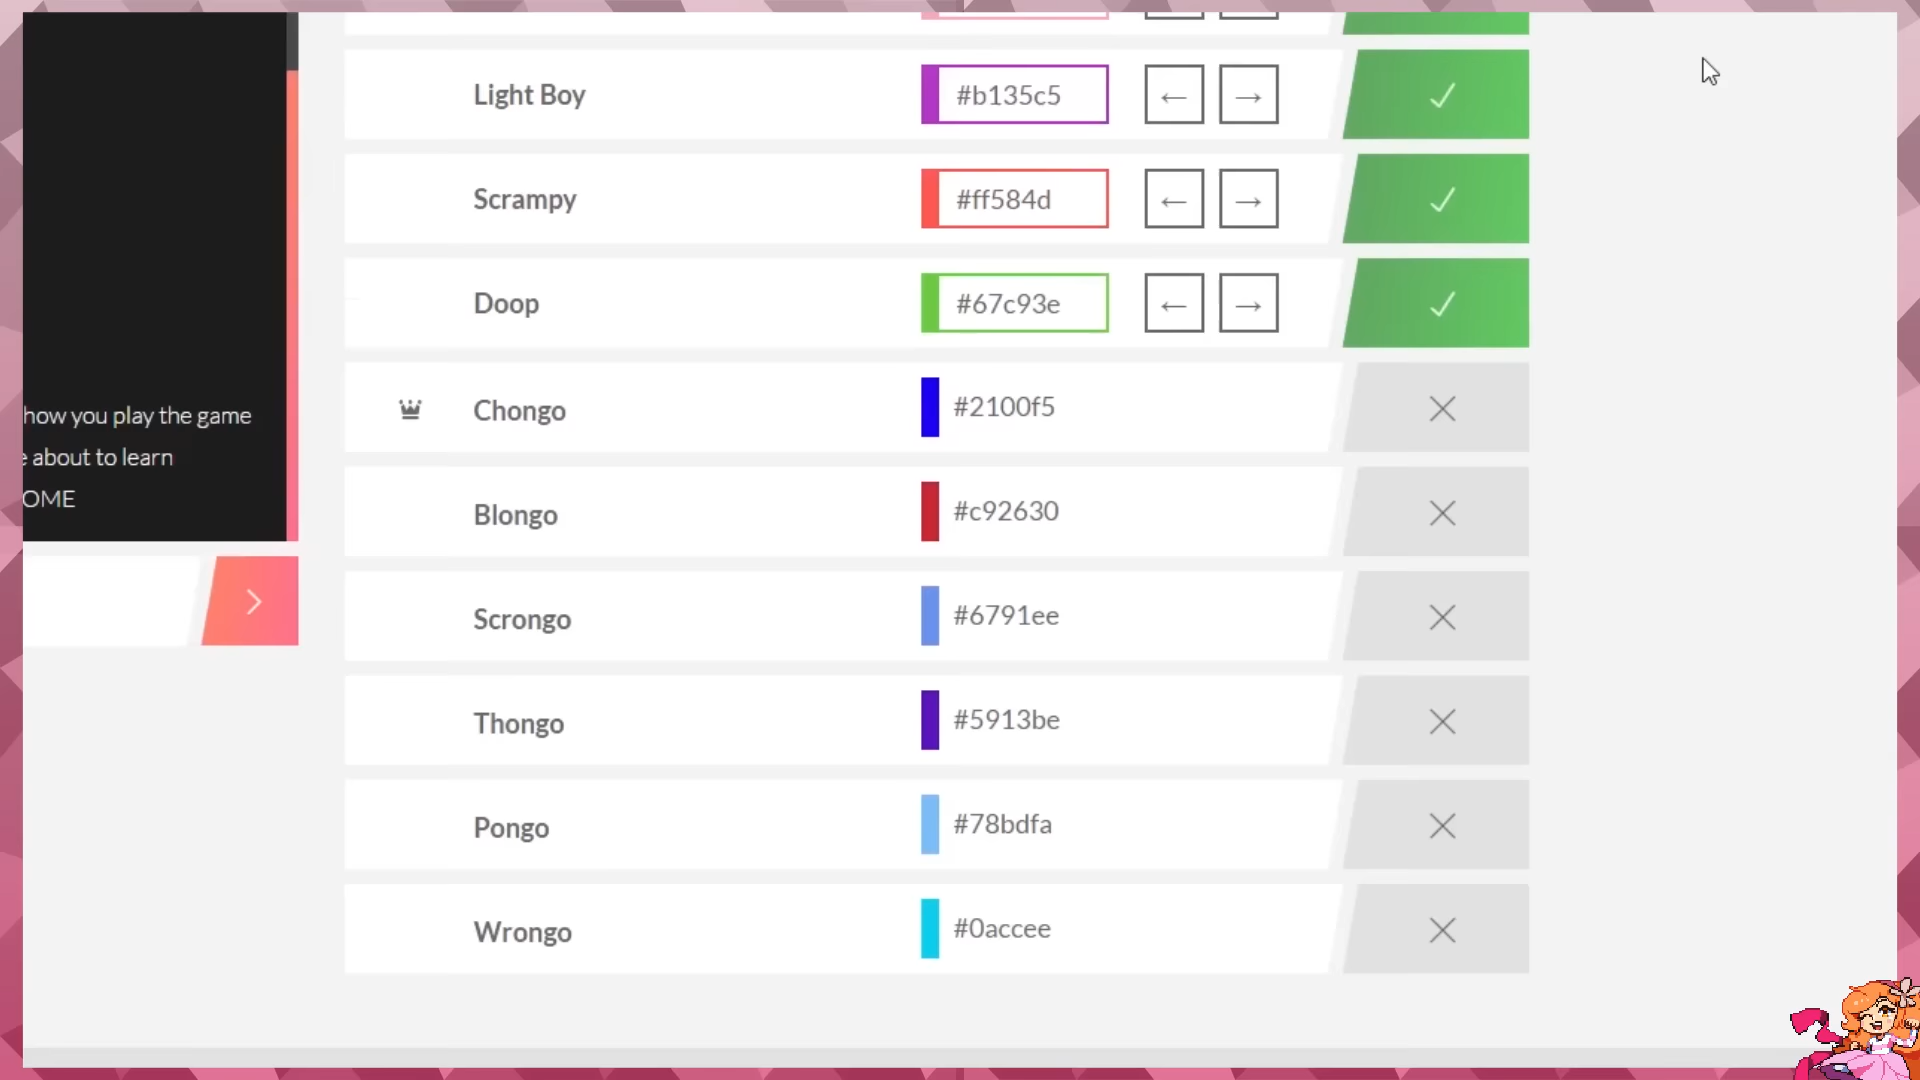 how you play the game
about to learn
OME
Light Boy #b135c5 ← →
Scrampy #ff584d ← →
Doop #67c93e ← →
Chongo #2100f5
Blongo #c92630
Scrongo #6791ee
Thongo #5913be
Pongo #78bdfa
Wrongo #0accee